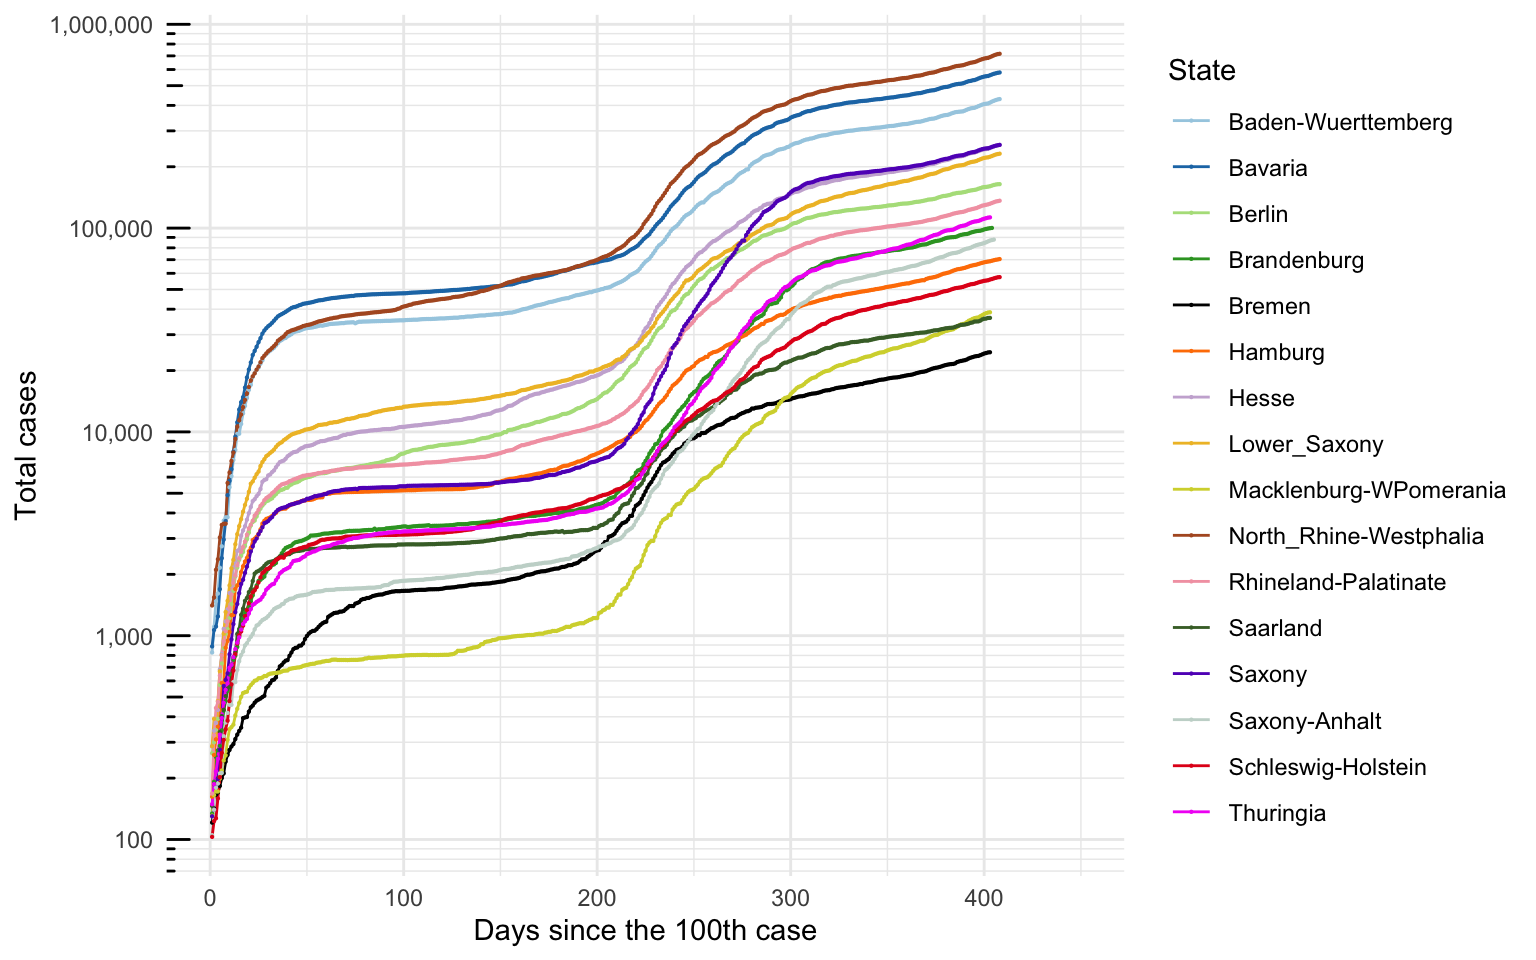 1,000,000
100,000
10,000
1,000
100
Total cases
0 100 200 300 400
Days since the 100th case
State
Baden-Wuerttemberg
Bavaria
Berlin
Brandenburg
Bremen
Hamburg
Hesse
Lower_Saxony
Macklenburg-WPomerania
North_Rhine-Westphalia
Rhineland-Palatinate
Saarland
Saxony
Saxony-Anhalt
Schleswig-Holstein
Thuringia